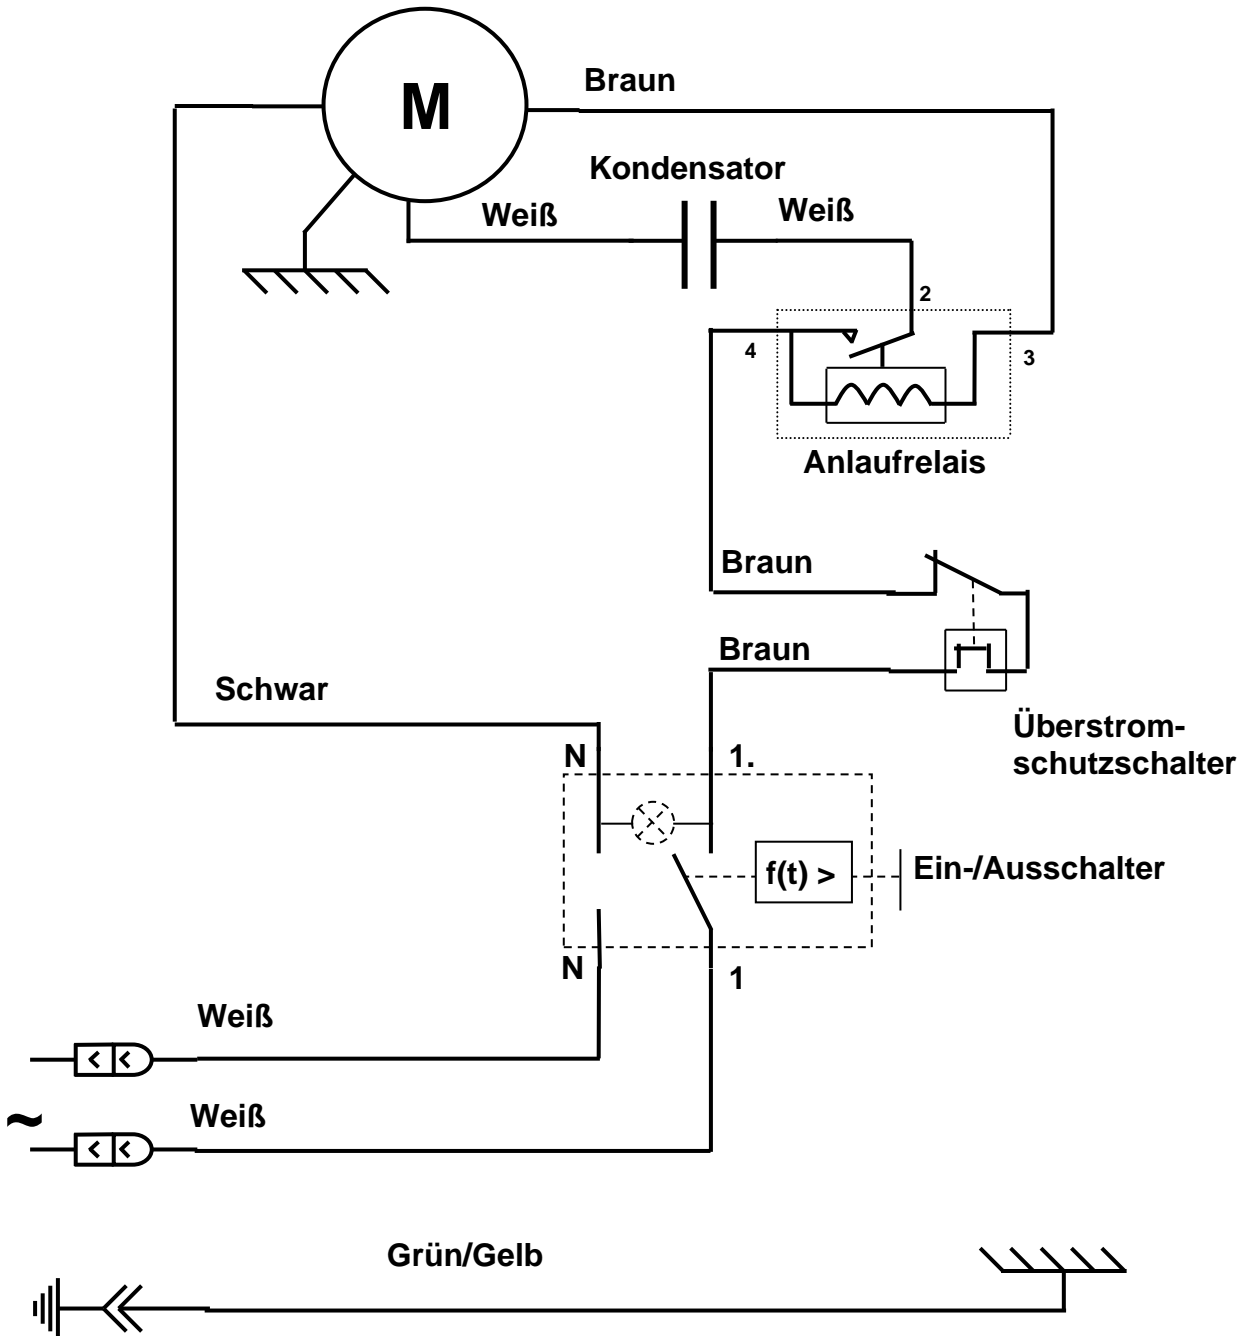 M
Braun
Kondensator
Weiß
Weiß
2
4
3
Anlaufrelais
Braun
Braun
Schwar
Überstrom-
schutzschalter
N
1.
f(t) >
Ein-/Ausschalter
N
1
Weiß
~
Weiß
Grün/Gelb